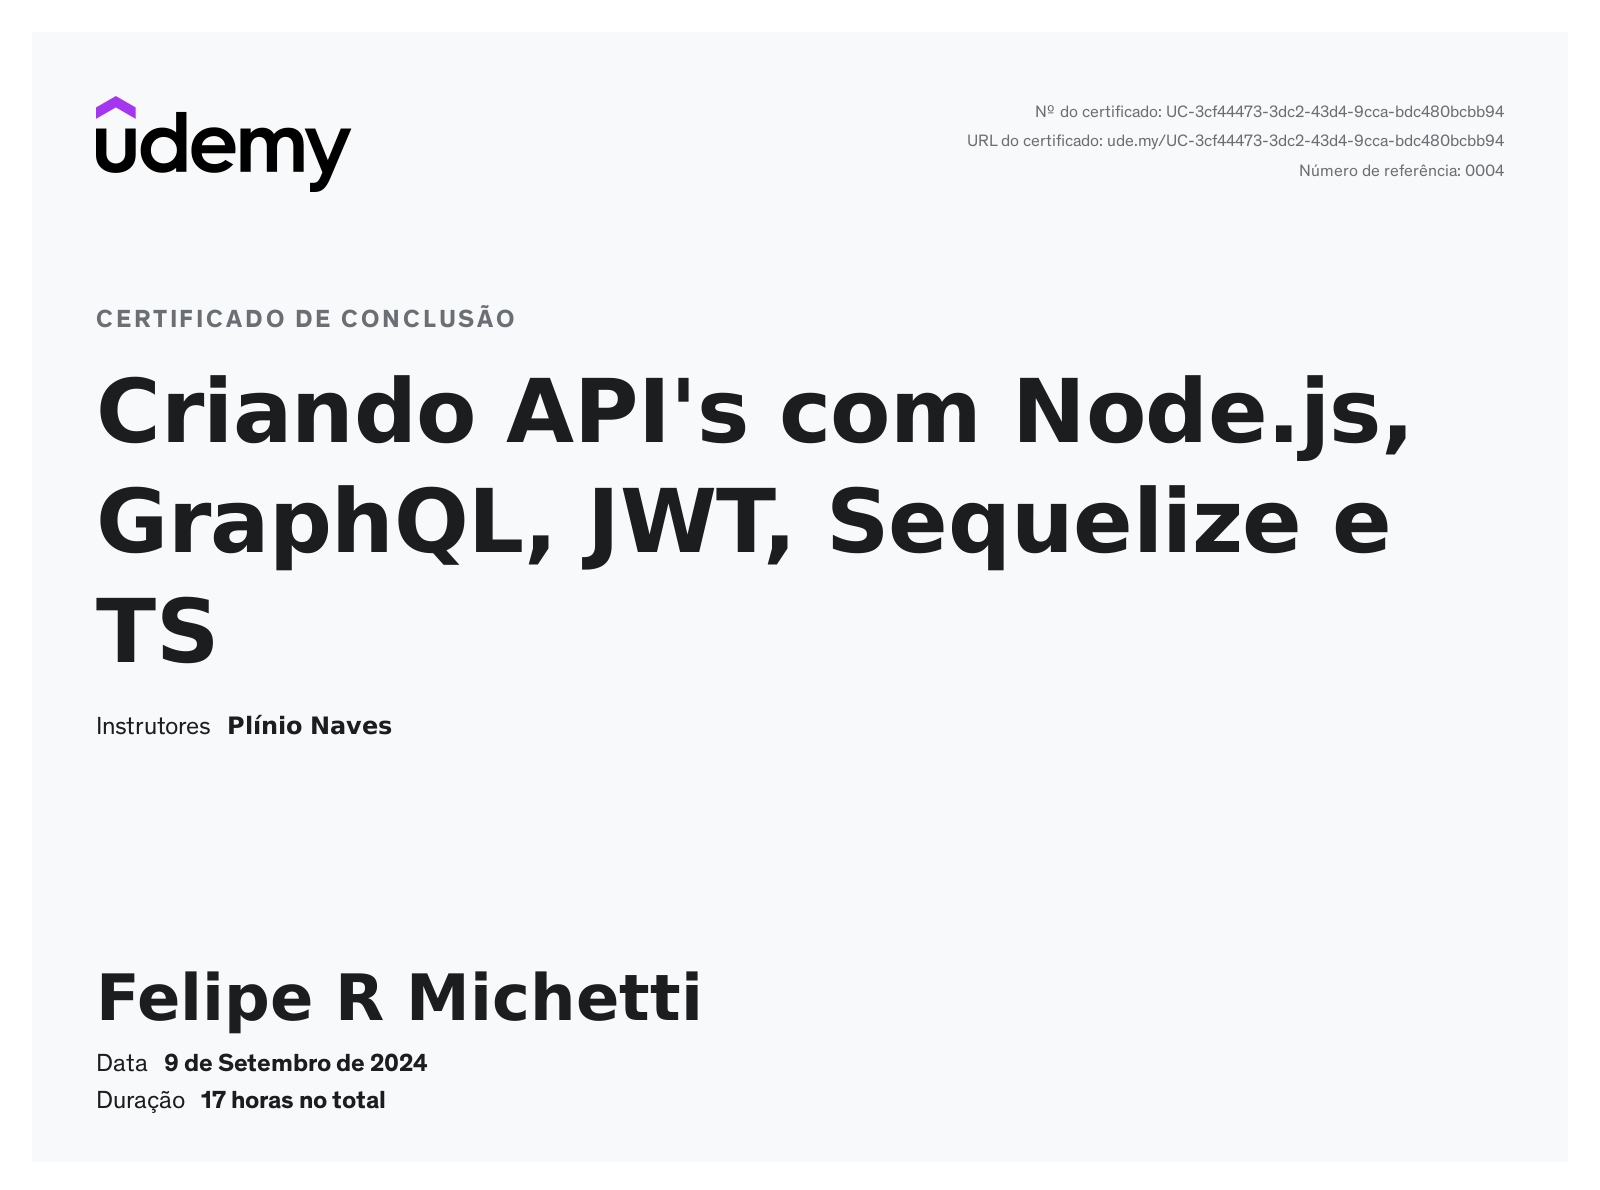 udemy
Nº do certificado: UC-3cf44473-3dc2-43d4-9cca-bdc480bcbb94
URL do certificado: ude.my/UC-3cf44473-3dc2-43d4-9cca-bdc480bcbb94
Número de referência: 0004
CERTIFICADO DE CONCLUSÃO
Criando API's com Node.js,
GraphQL, JWT, Sequelize e
TS
Instrutores Plínio Naves
Felipe R Michetti
Data 9 de Setembro de 2024
Duração 17 horas no total